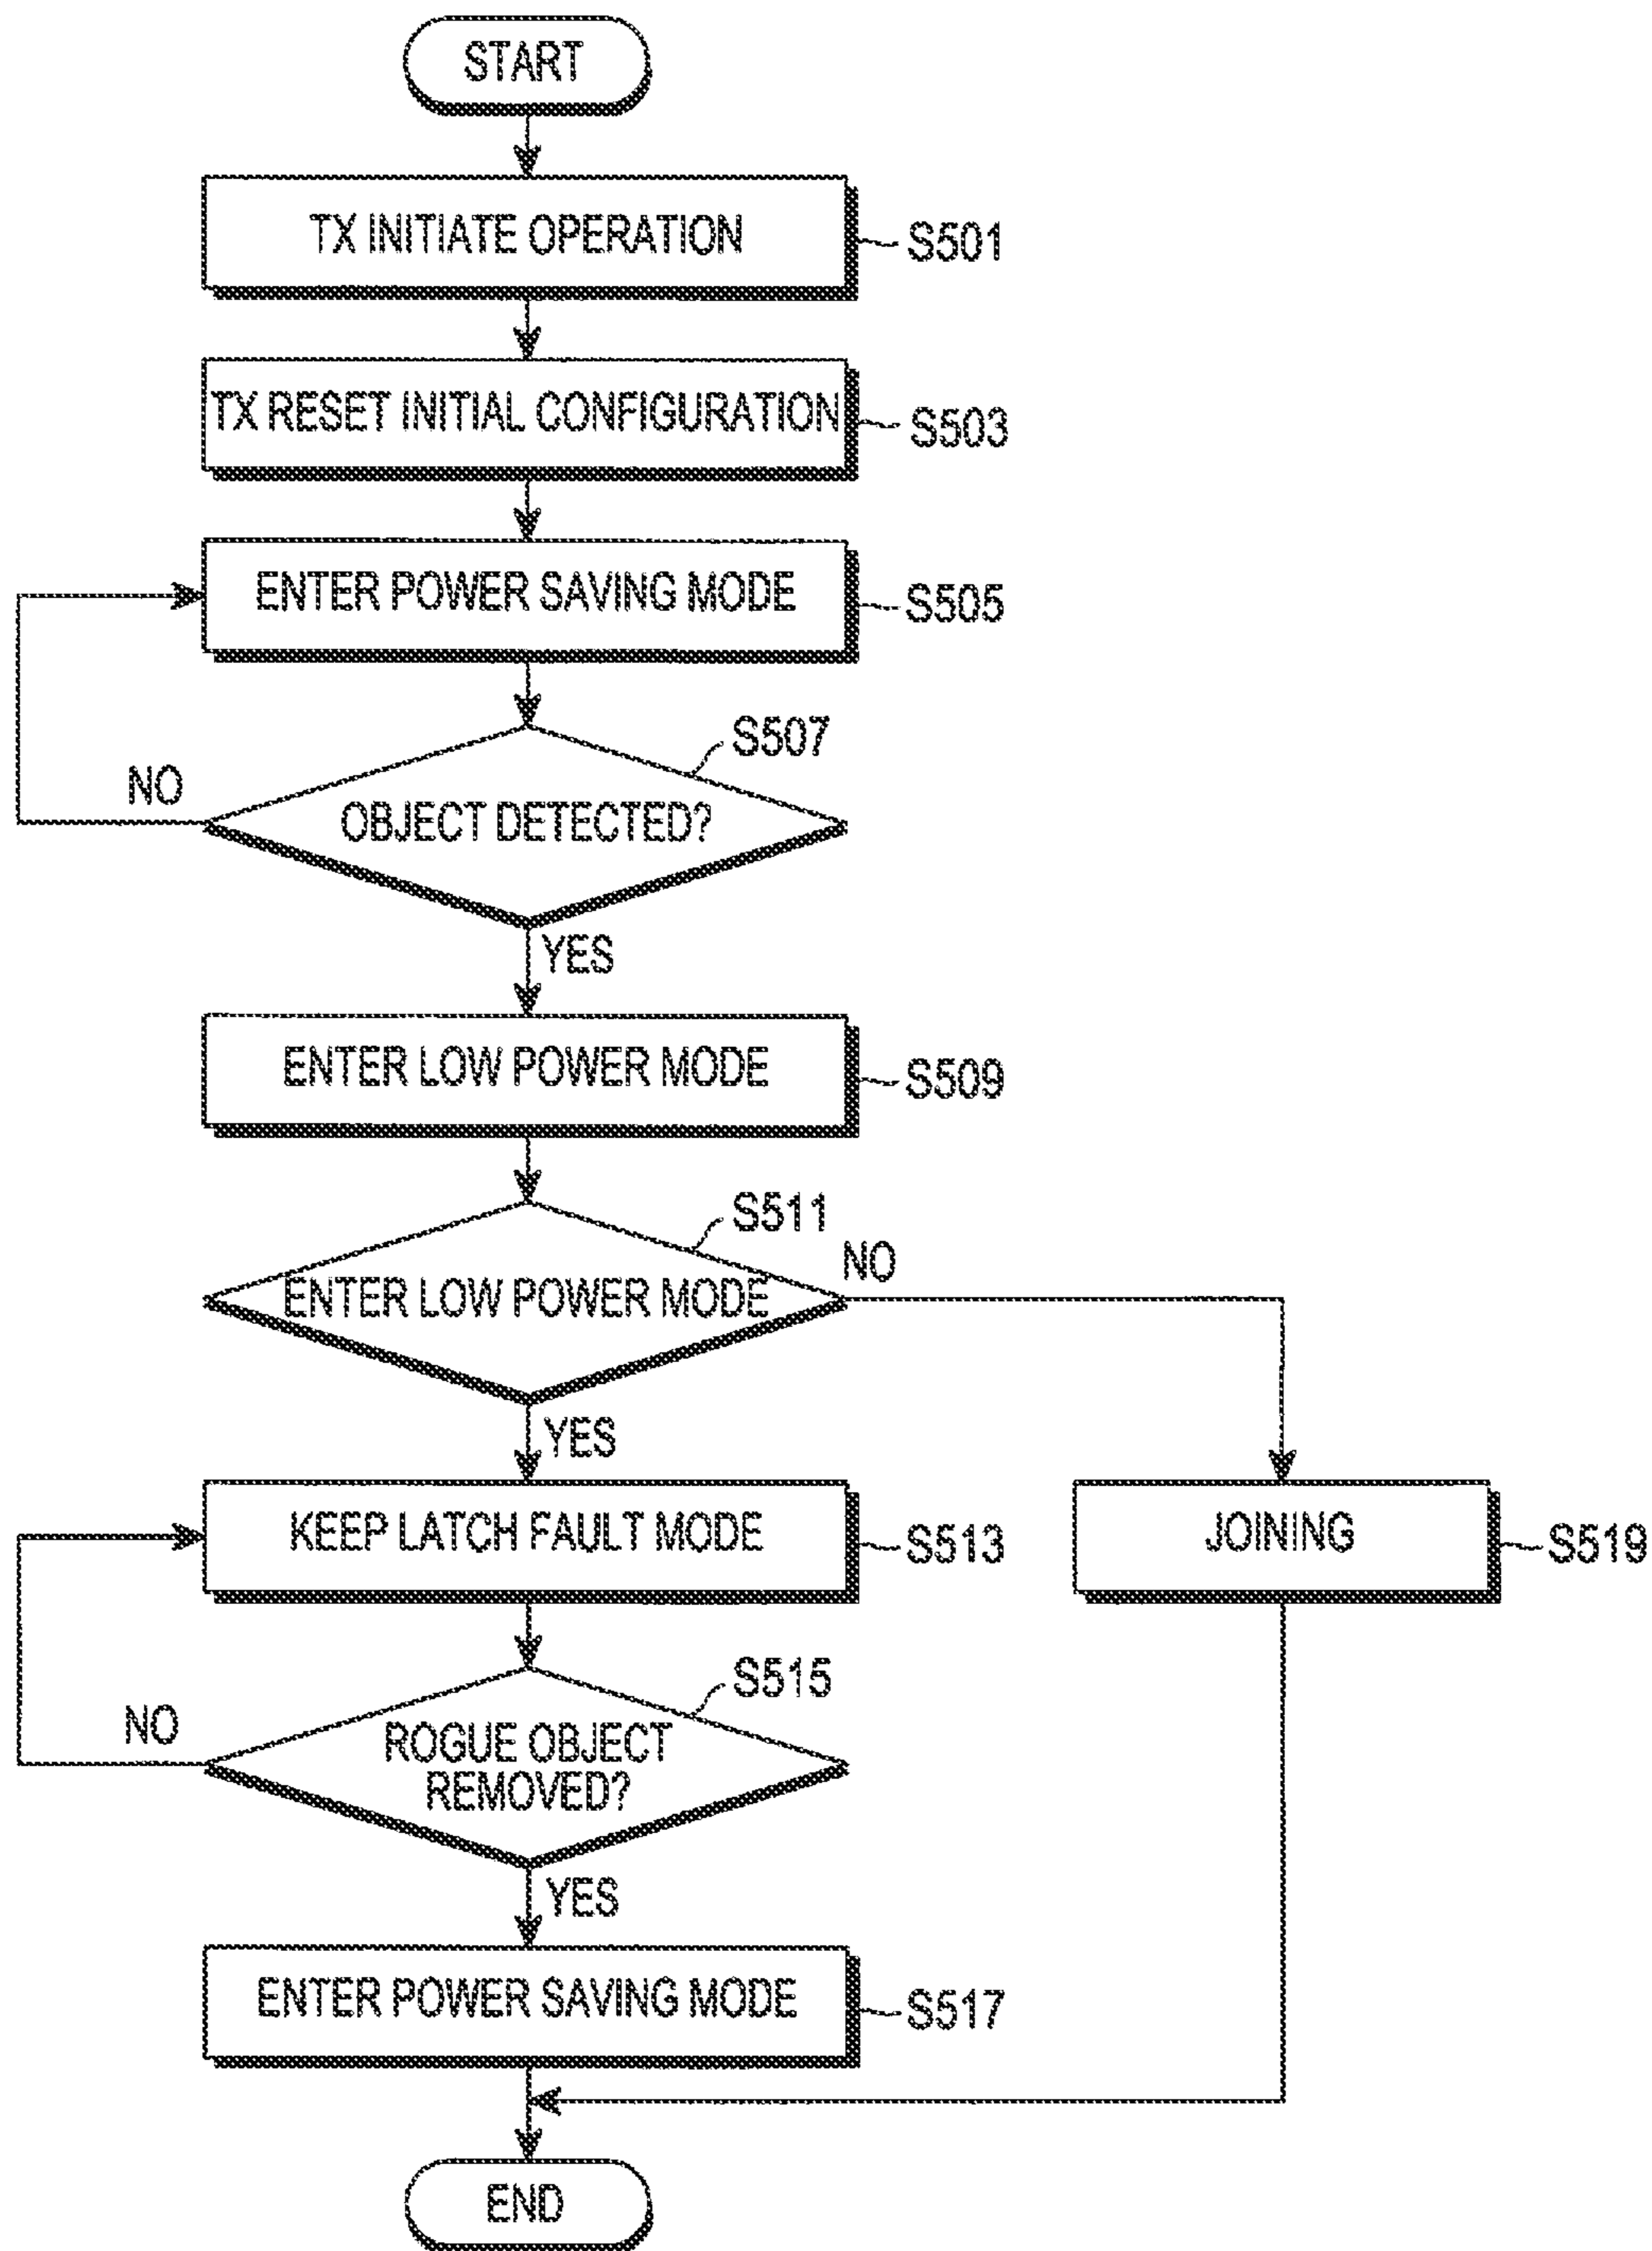 START
TX INITIATE OPERATION
S501
TX RESET INITIAL CONFIGURATION
S503
ENTER POWER SAVING MODE
S505
S507
NO
OBJECT DETECTED?
YES
ENTER LOW POWER MODE
S509
S511
NO
ENTER LOW POWER MODE
YES
KEEP LATCH FAULT MODE
S513
JOINING
S519
S515
NO
ROGUE OBJECT
REMOVED?
YES
ENTER POWER SAVING MODE
S517
END